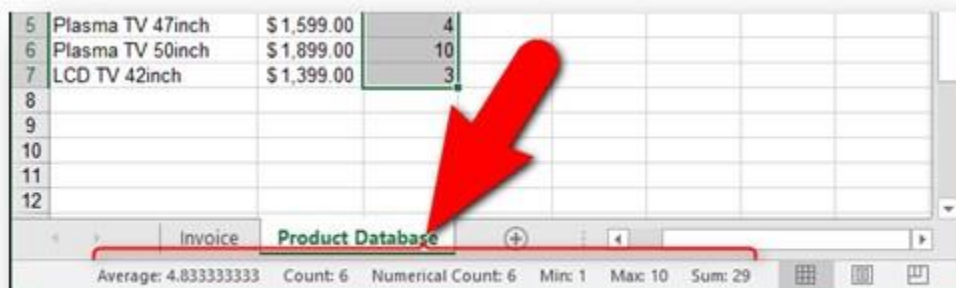 5 Plasma TV 47inch $ 1,599.00 4
6 Plasma TV 50inch $ 1,899.00 10
7 LCD TV 42inch $ 1,399.00 3
8
9
10
11
12
Invoice Product Database
Average: 4.833333333 Count: 6 Numerical Count: 6 Min: 1 Max: 10 Sum: 29